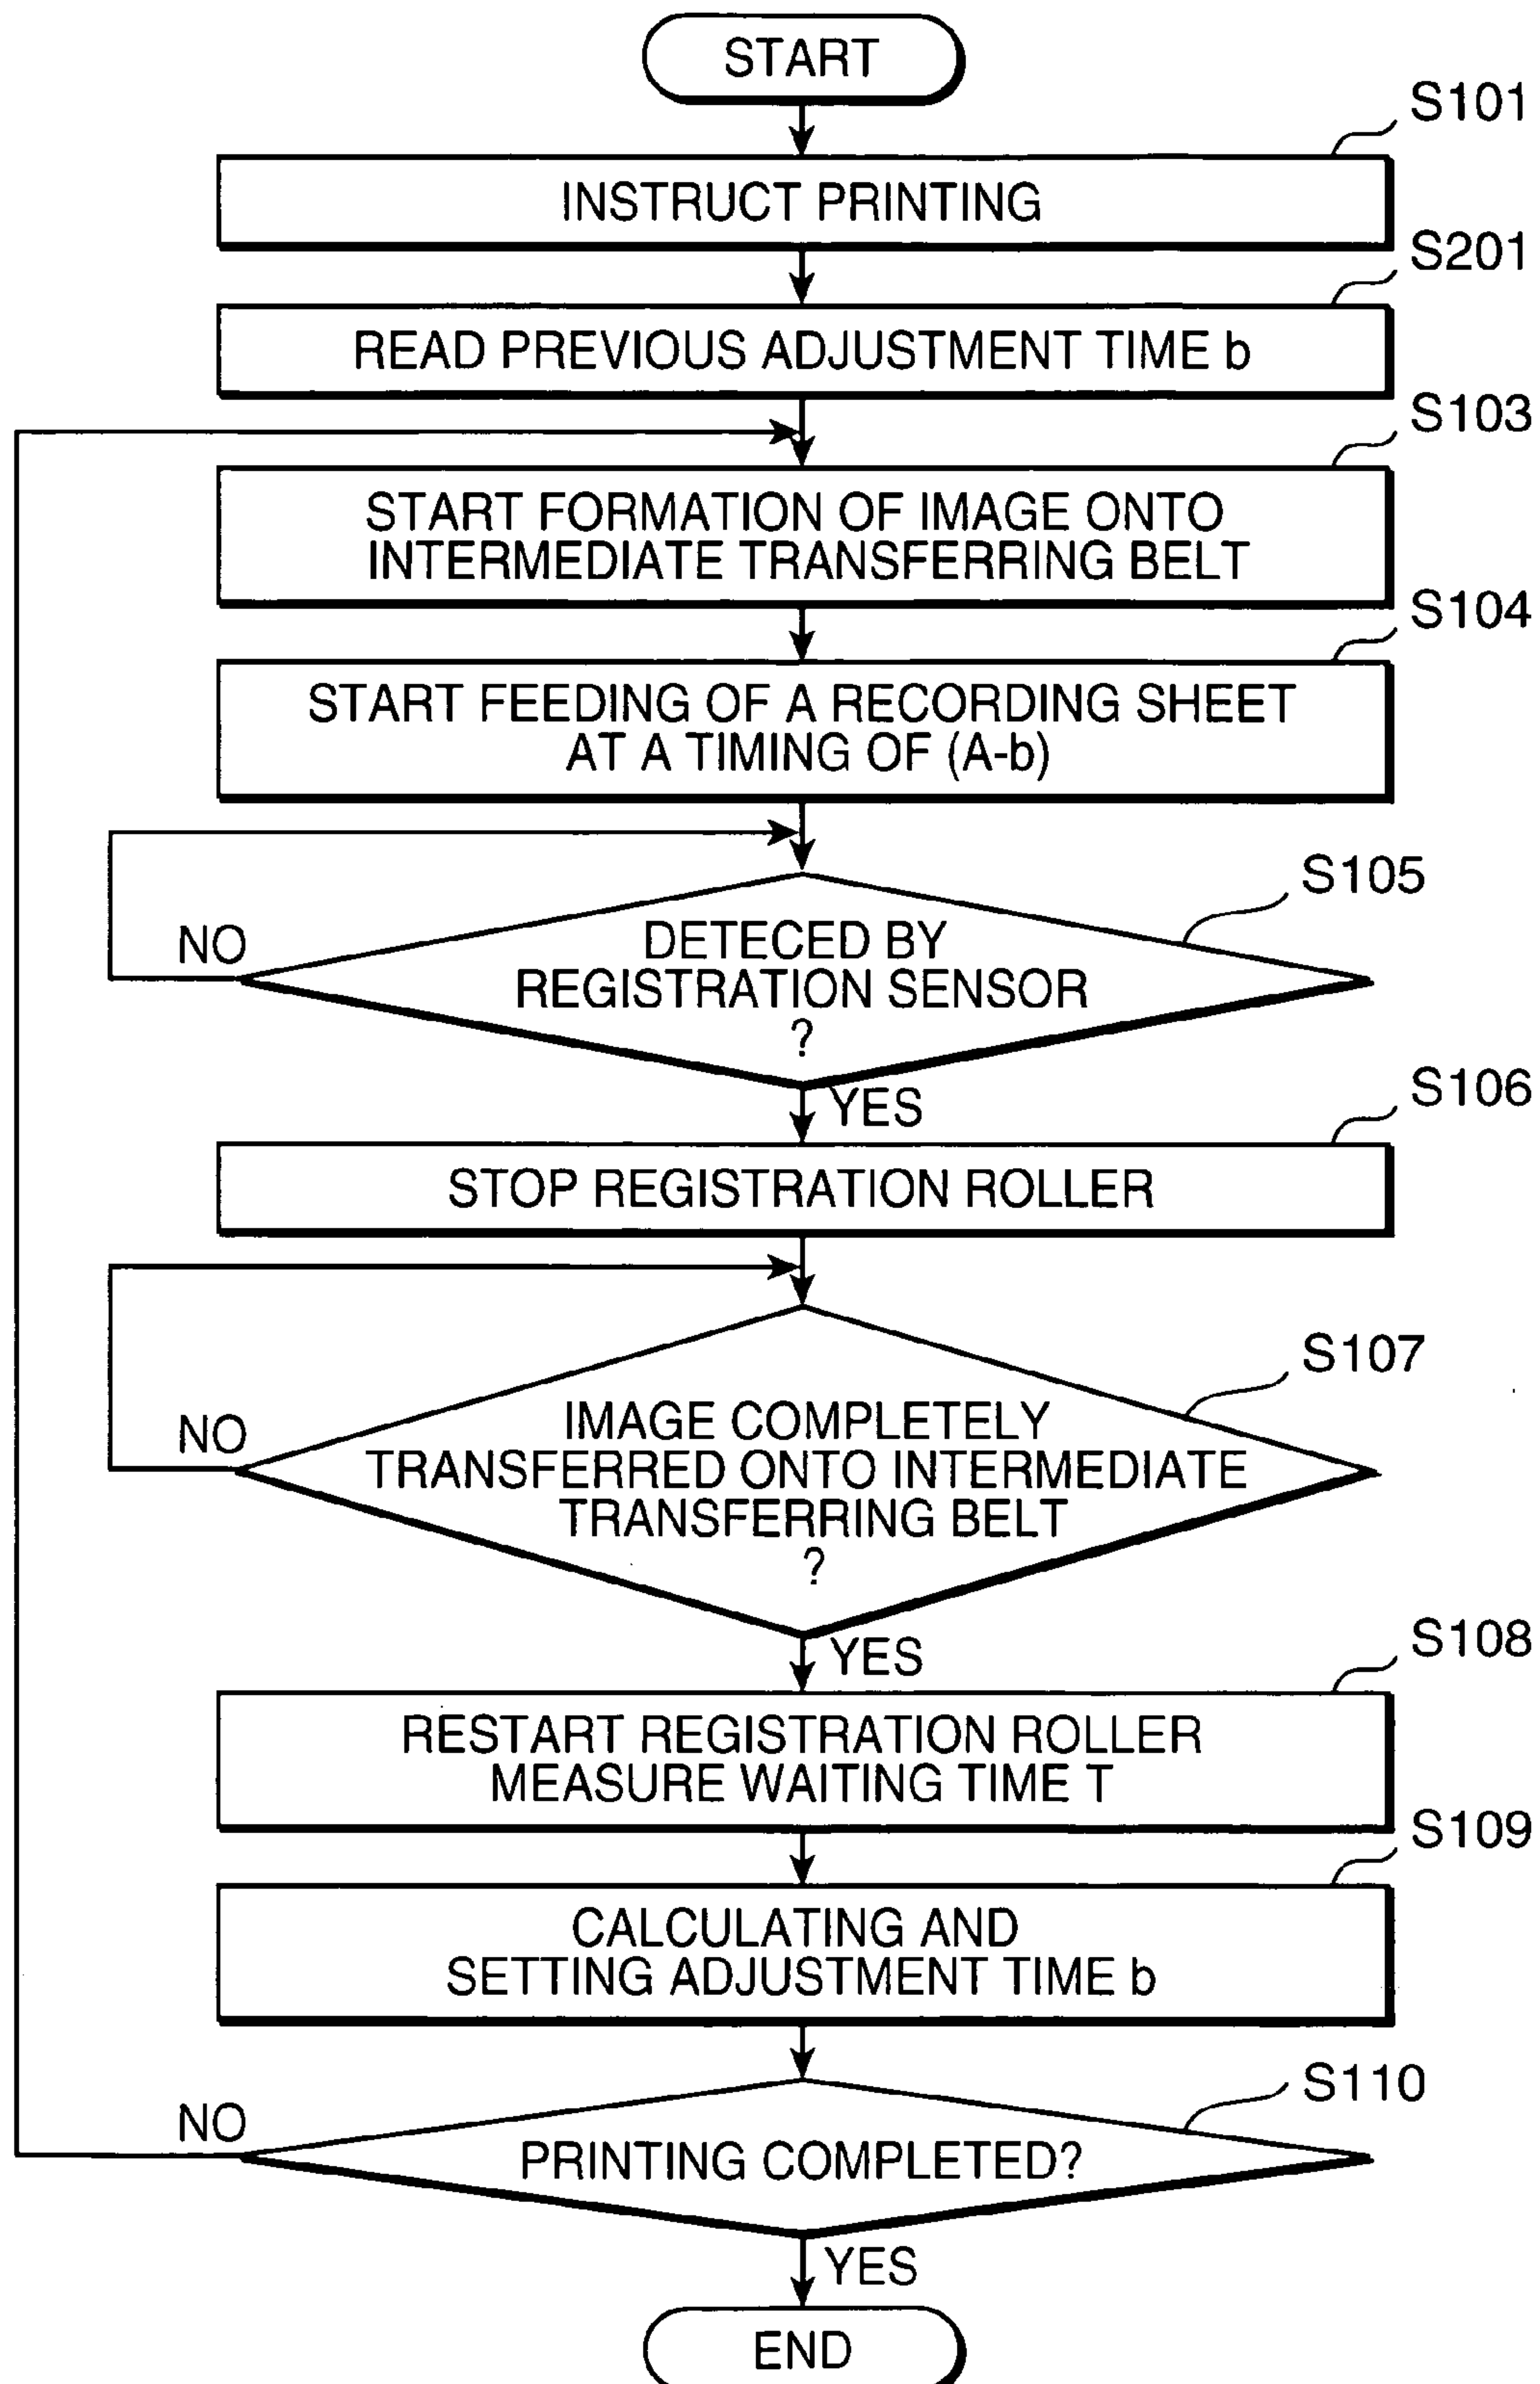 START
S101
INSTRUCT PRINTING
S201
READ PREVIOUS ADJUSTMENT TIME b
S103
START FORMATION OF IMAGE ONTO
INTERMEDIATE TRANSFERRING BELT
S104
START FEEDING OF A RECORDING SHEET
AT A TIMING OF (A-b)
S105
NO
DETECED BY
REGISTRATION SENSOR
?
YES
S106
STOP REGISTRATION ROLLER
S107
NO
IMAGE COMPLETELY
TRANSFERRED ONTO INTERMEDIATE
TRANSFERRING BELT
?
YES
S108
RESTART REGISTRATION ROLLER
MEASURE WAITING TIME T
S109
CALCULATING AND
SETTING ADJUSTMENT TIME b
S110
NO
PRINTING COMPLETED?
YES
END